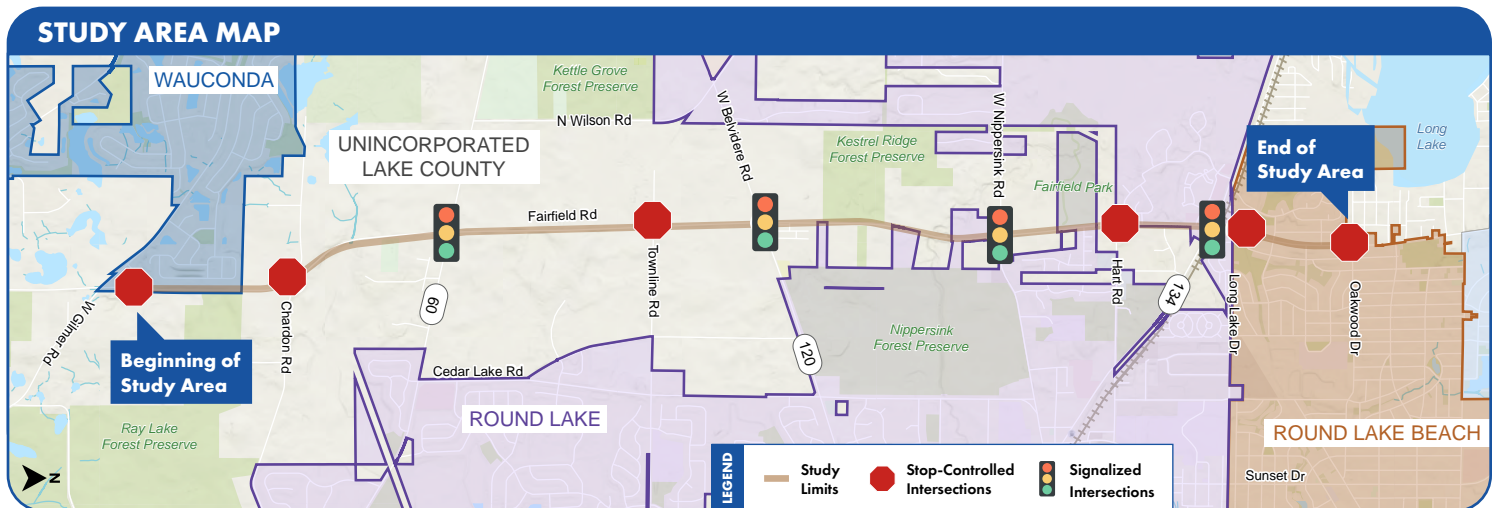 STUDY AREA MAP
WAUCONDA
Kettle Grove
Forest Preserve
N Wilson Rd
W Belvidere Rd
W Nippersink Rd
UNINCORPORATED
LAKE COUNTY
Kestrel Ridge
Forest Preserve
Fairfield Park
End of
Study Area
Long
Lake
Fairfield Rd
W Gilmer Rd
Chardon Rd
60
Townline Rd
Hart Rd
134
Long Lake Dr
Oakwood Dr
Beginning of
Study Area
Cedar Lake Rd
120
Nippersink
Forest Preserve
ROUND LAKE
Ray Lake
Forest Preserve
ROUND LAKE BEACH
Sunset Dr
N
LEGEND
Study
Limits
Stop-Controlled
Intersections
Signalized
Intersections